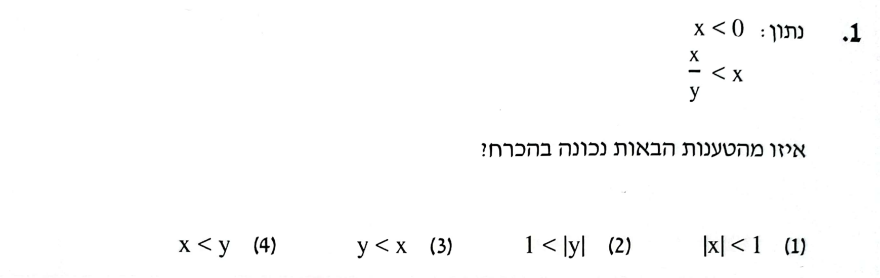 1. נתון: x < 0
x/y < x
איזו מהטענות הבאות נכונה בהכרח?
(1) |x| < 1 (2) 1 < |y| (3) y < x (4) x < y